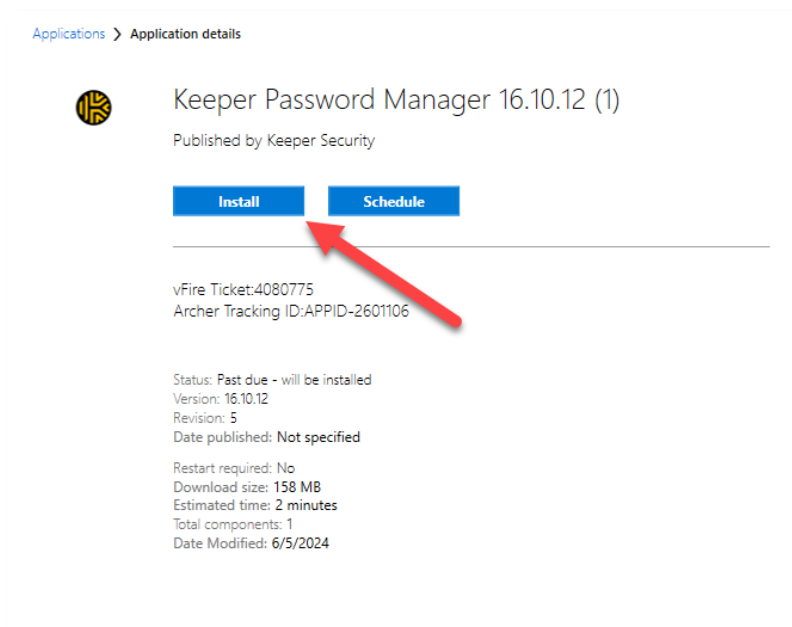 Applications > Application details
Keeper Password Manager 16.10.12 (1)
Published by Keeper Security
Install Schedule
vFire Ticket:4080775
Archer Tracking ID:APPID-2601106
Status: Past due - will be installed
Version: 16.10.12
Revision: 5
Date published: Not specified
Restart required: No
Download size: 158 MB
Estimated time: 2 minutes
Total components: 1
Date Modified: 6/5/2024